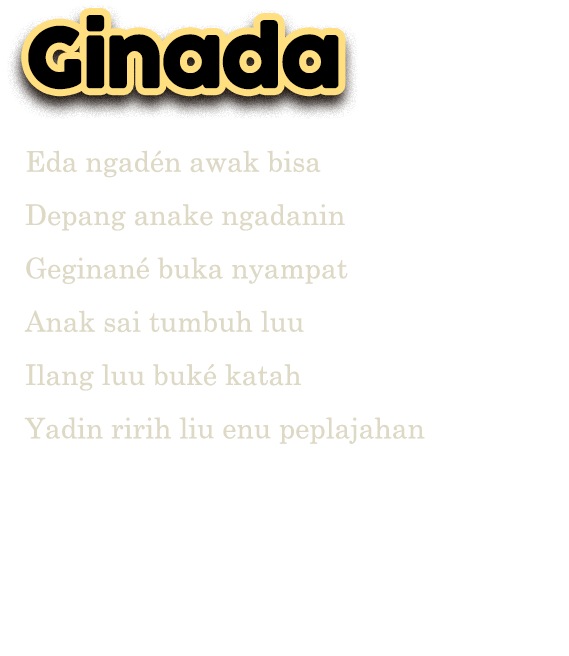 Ginada
Eda ngadén awak bisa
Depang anake ngadanin
Geginané buka nyampat
Anak sai tumbuh luu
Ilang luu buké katah
Yadin ririh liu enu peplajahan